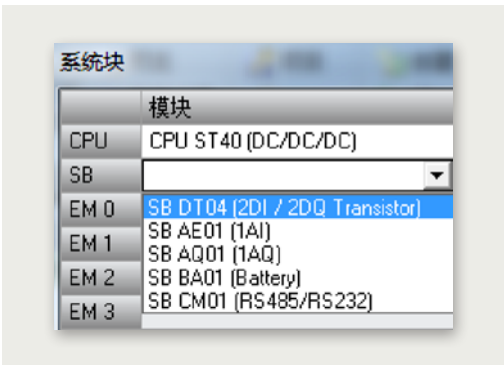 系统块
模块
CPU CPU ST40 (DC/DC/DC)
SB
EM 0 SB DT04 (2DI / 2DQ Transistor)
SB AE01 (1AI)
EM 1 SB AQ01 (1AQ)
EM 2 SB BA01 (Battery)
SB CM01 (RS485/RS232)
EM 3